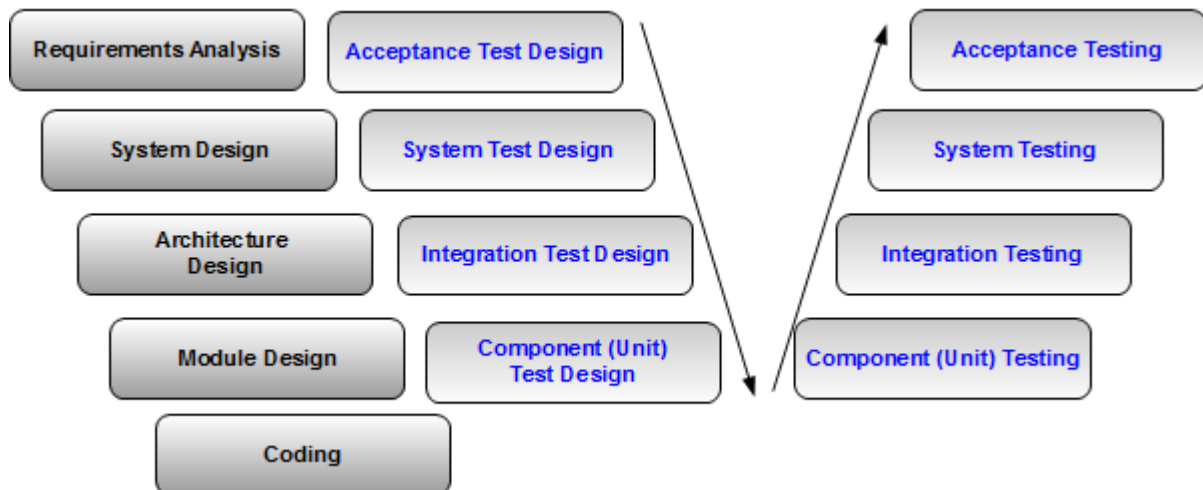 Requirements Analysis
Acceptance Test Design
Acceptance Testing
System Design
System Test Design
System Testing
Architecture
Design
Integration Test Design
Integration Testing
Module Design
Component (Unit)
Test Design
Component (Unit) Testing
Coding